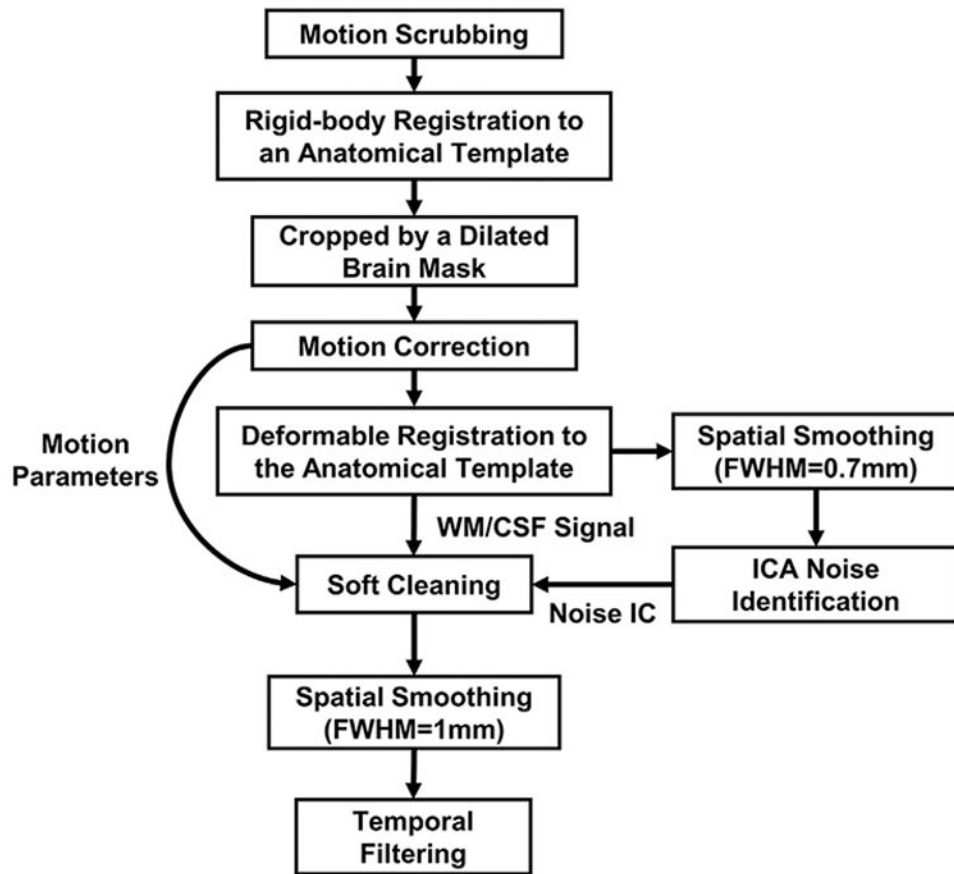 Motion Scrubbing
Rigid-body Registration to
an Anatomical Template
Cropped by a Dilated
Brain Mask
Motion Correction
Motion
Parameters
Deformable Registration to
the Anatomical Template
Spatial Smoothing
(FWHM=0.7mm)
WM/CSF Signal
Soft Cleaning
Noise IC
ICA Noise
Identification
Spatial Smoothing
(FWHM=1mm)
Temporal
Filtering